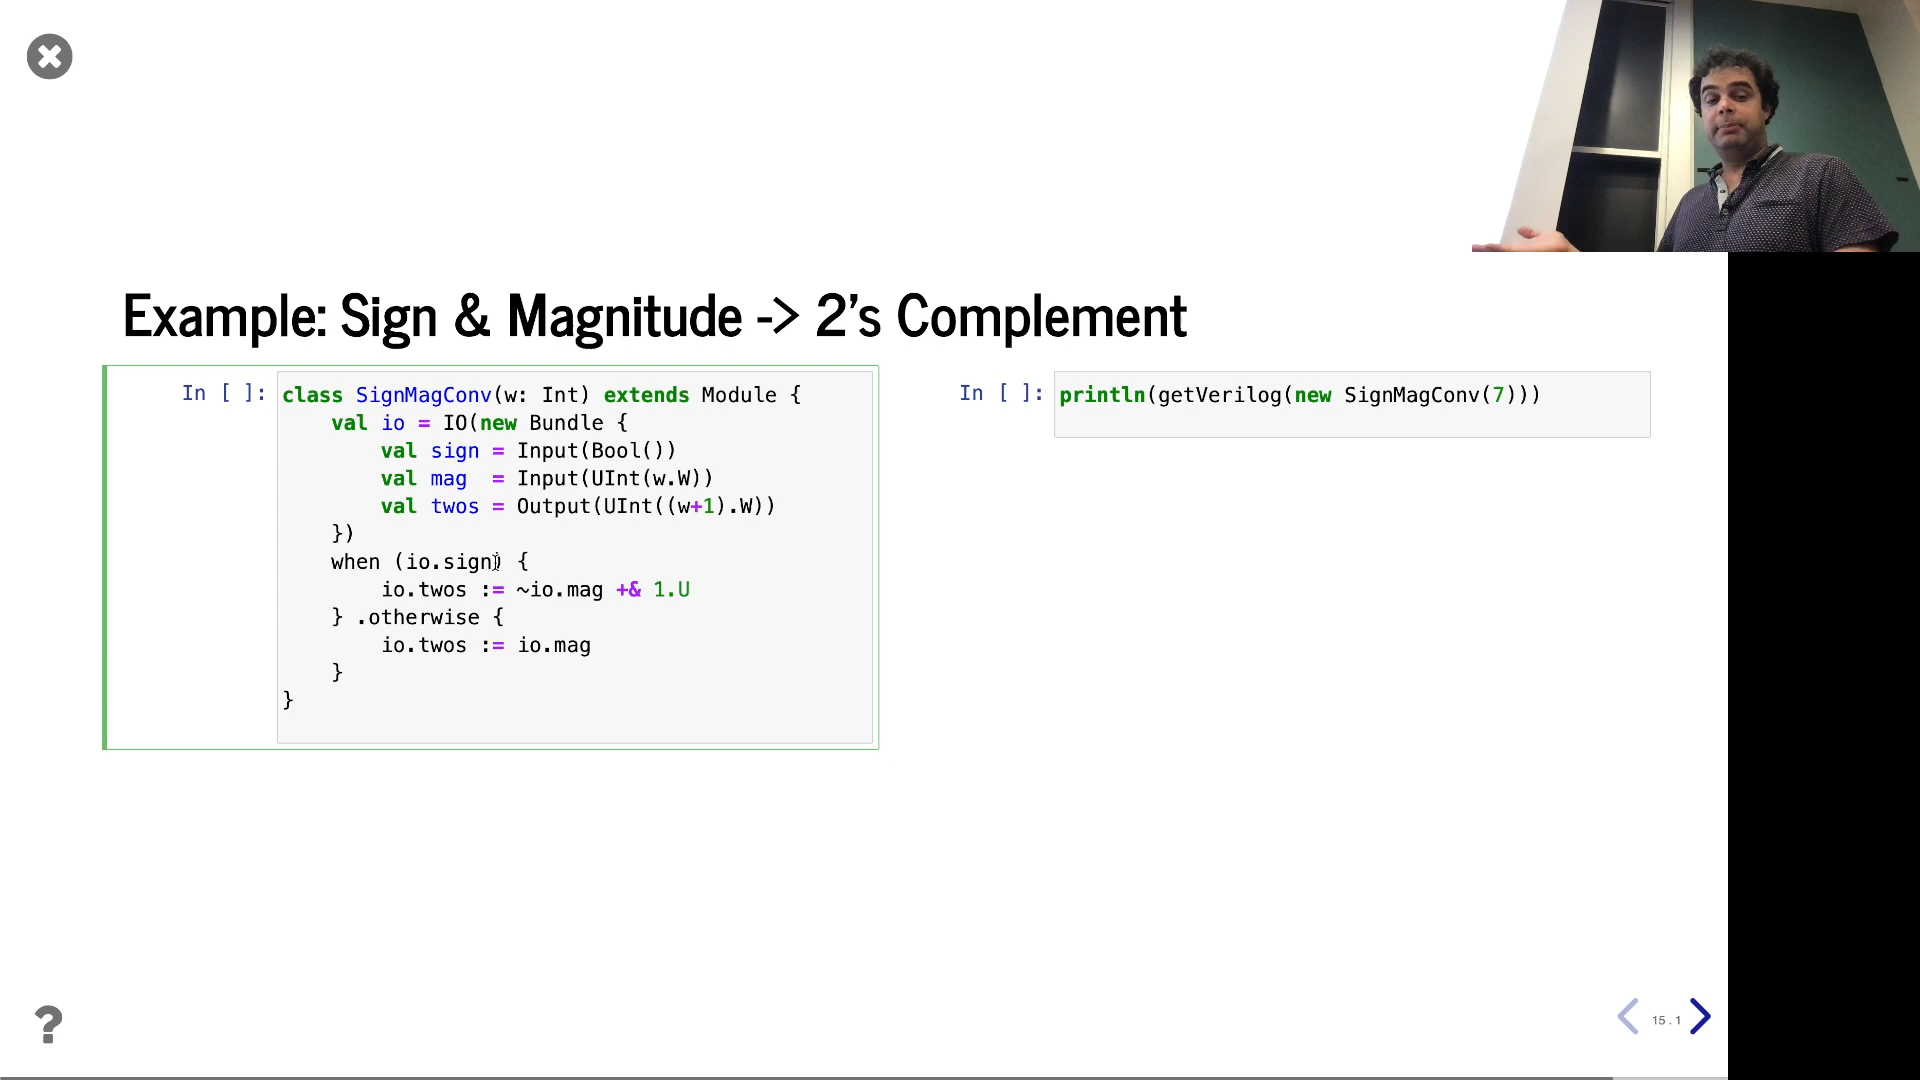 Example: Sign & Magnitude -> 2's Complement
In [ ]:
class SignMagConv(w: Int) extends Module {
    val io = IO(new Bundle {
        val sign = Input(Bool())
        val mag  = Input(UInt(w.W))
        val twos = Output(UInt((w+1).W))
    })
    when (io.sign) {
        io.twos := ~io.mag +& 1.U
    } .otherwise {
        io.twos := io.mag
    }
}
In [ ]:
println(getVerilog(new SignMagConv(7)))
?
15.1